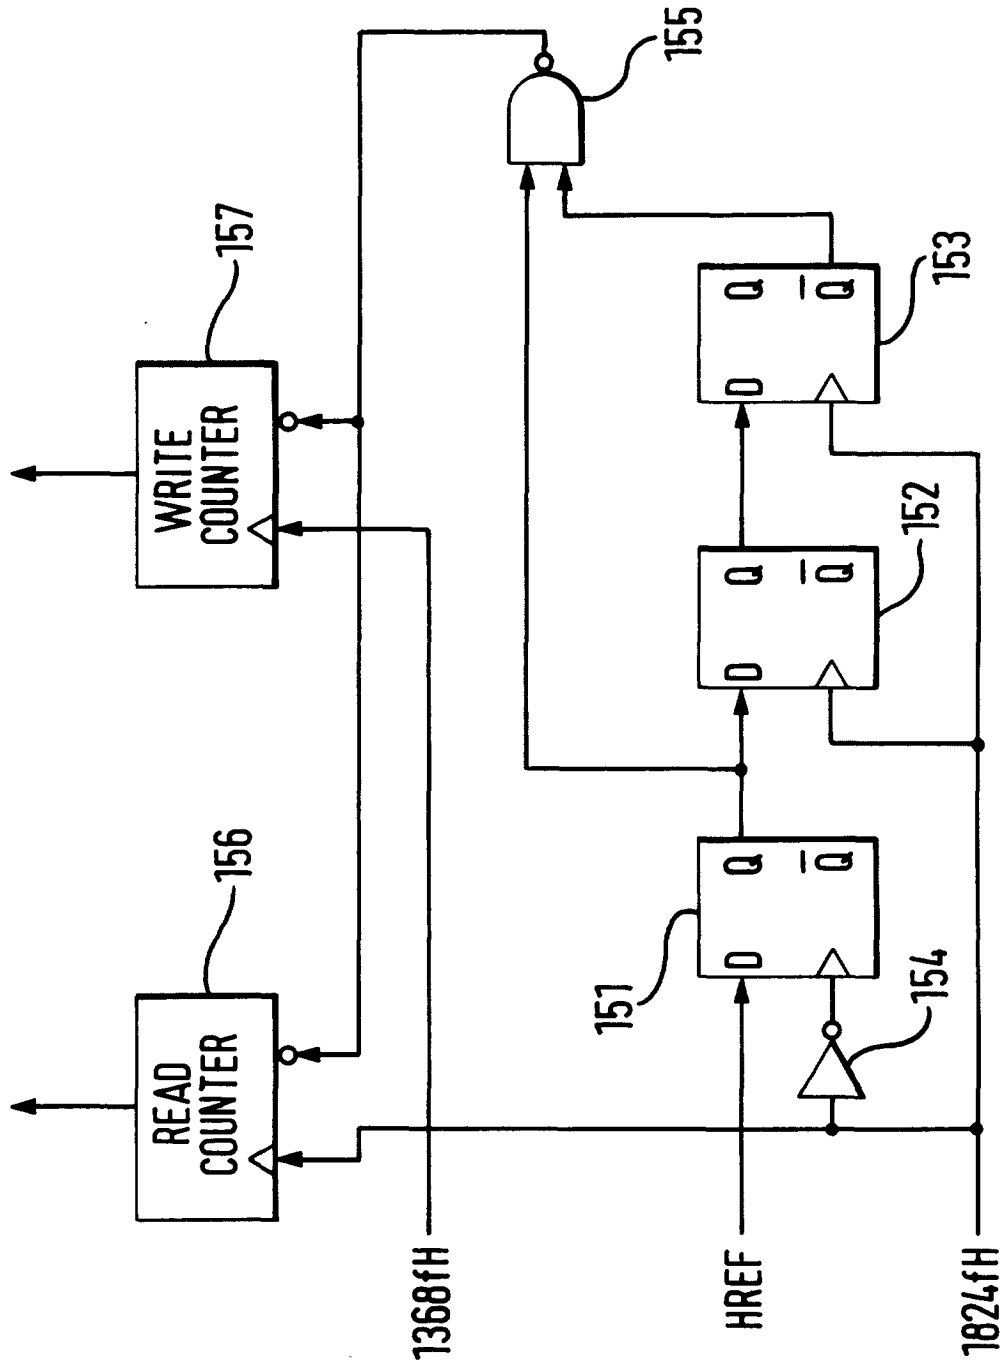 READ
COUNTER
156
WRITE
COUNTER
157
1368fH
155
HREF
D
Q
Q
151
D
Q
Q
152
D
Q
Q
153
154
1824fH